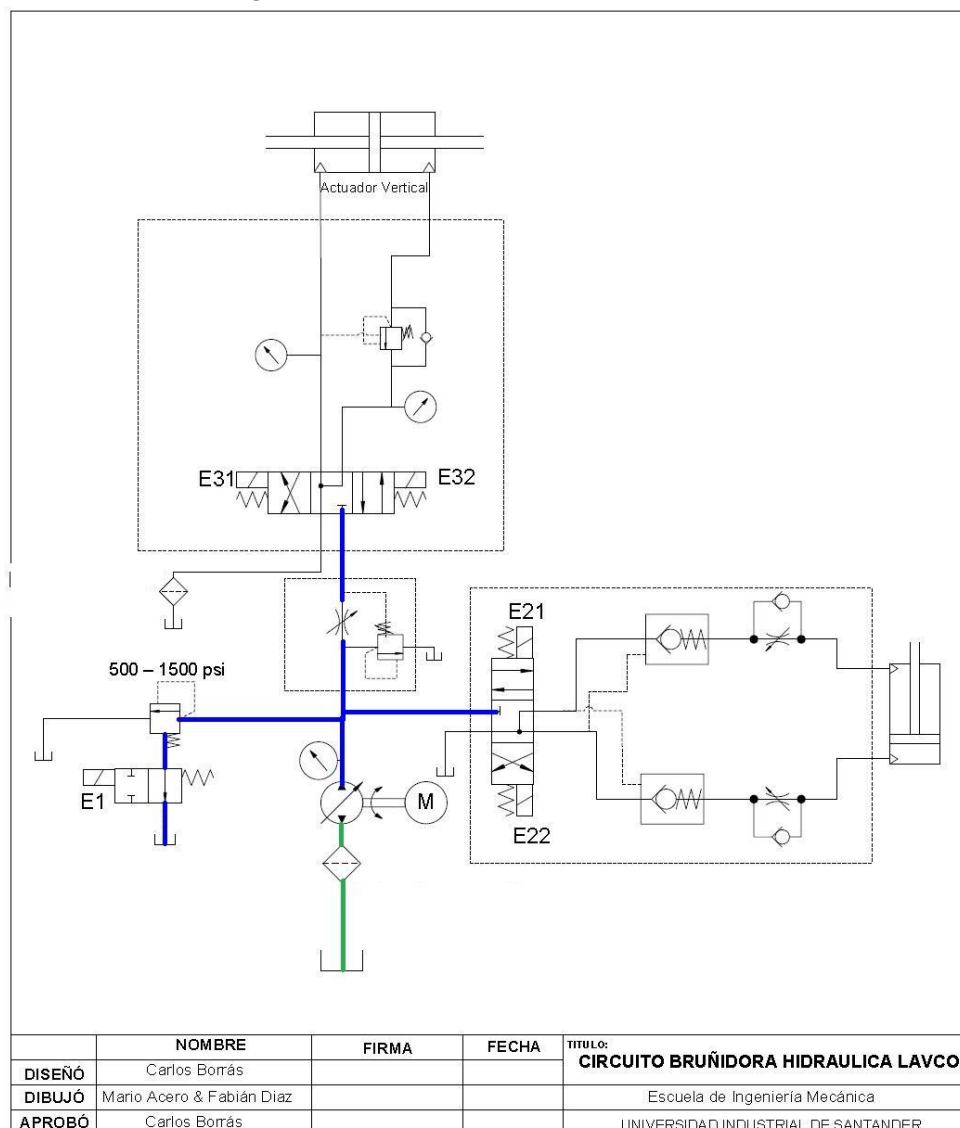 Actuador Vertical
E31
E32
500 – 1500 psi
E21
E1
M
E22
NOMBRE
FIRMA
FECHA
TITULO:
CIRCUITO BRUÑIDORA HIDRAULICA LAVCO
DISEÑÓ
Carlos Borrás
DIBUJÓ
Mario Acero & Fabián Diaz
Escuela de Ingeniería Mecánica
APROBÓ
Carlos Borrás
UNIVERSIDAD INDUSTRIAL DE SANTANDER